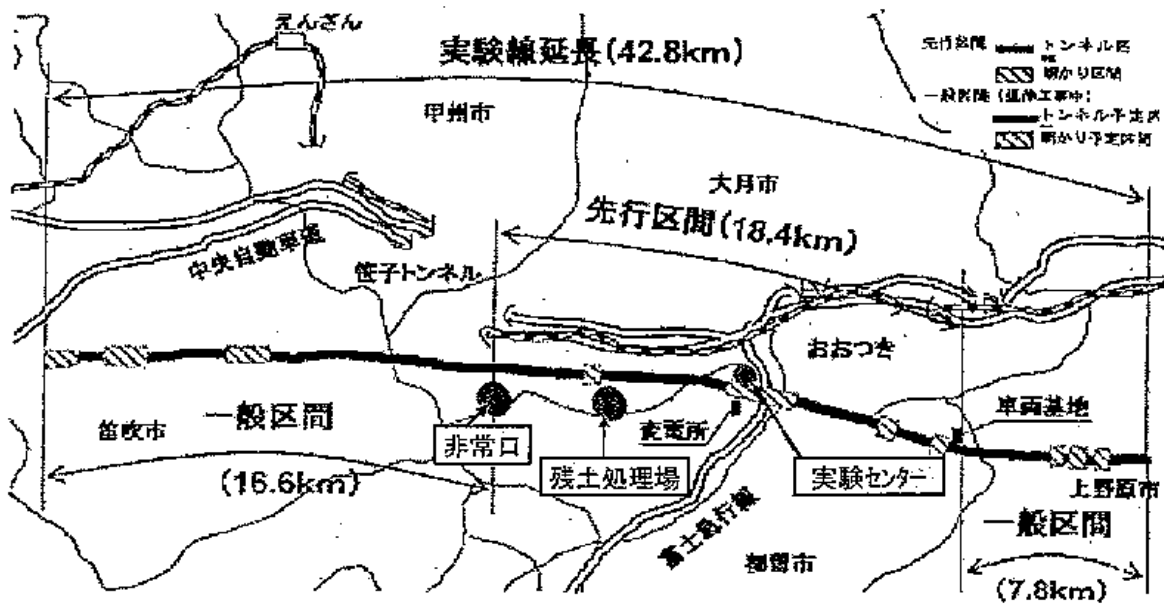 えんざん
実験線延長(42.8km)
先行区間
トンネル区
明かり区間
一般区間
トンネル予定区
明かり予定区間
甲州市
大月市
先行区間(18.4km)
中央自動車道
笹子トンネル
おおつき
笛吹市
一般区間
(16.6km)
非常口
残土処理場
変電所
実験センター
車両基地
上野原市
富士急行線
都留市
一般区間
(7.8km)